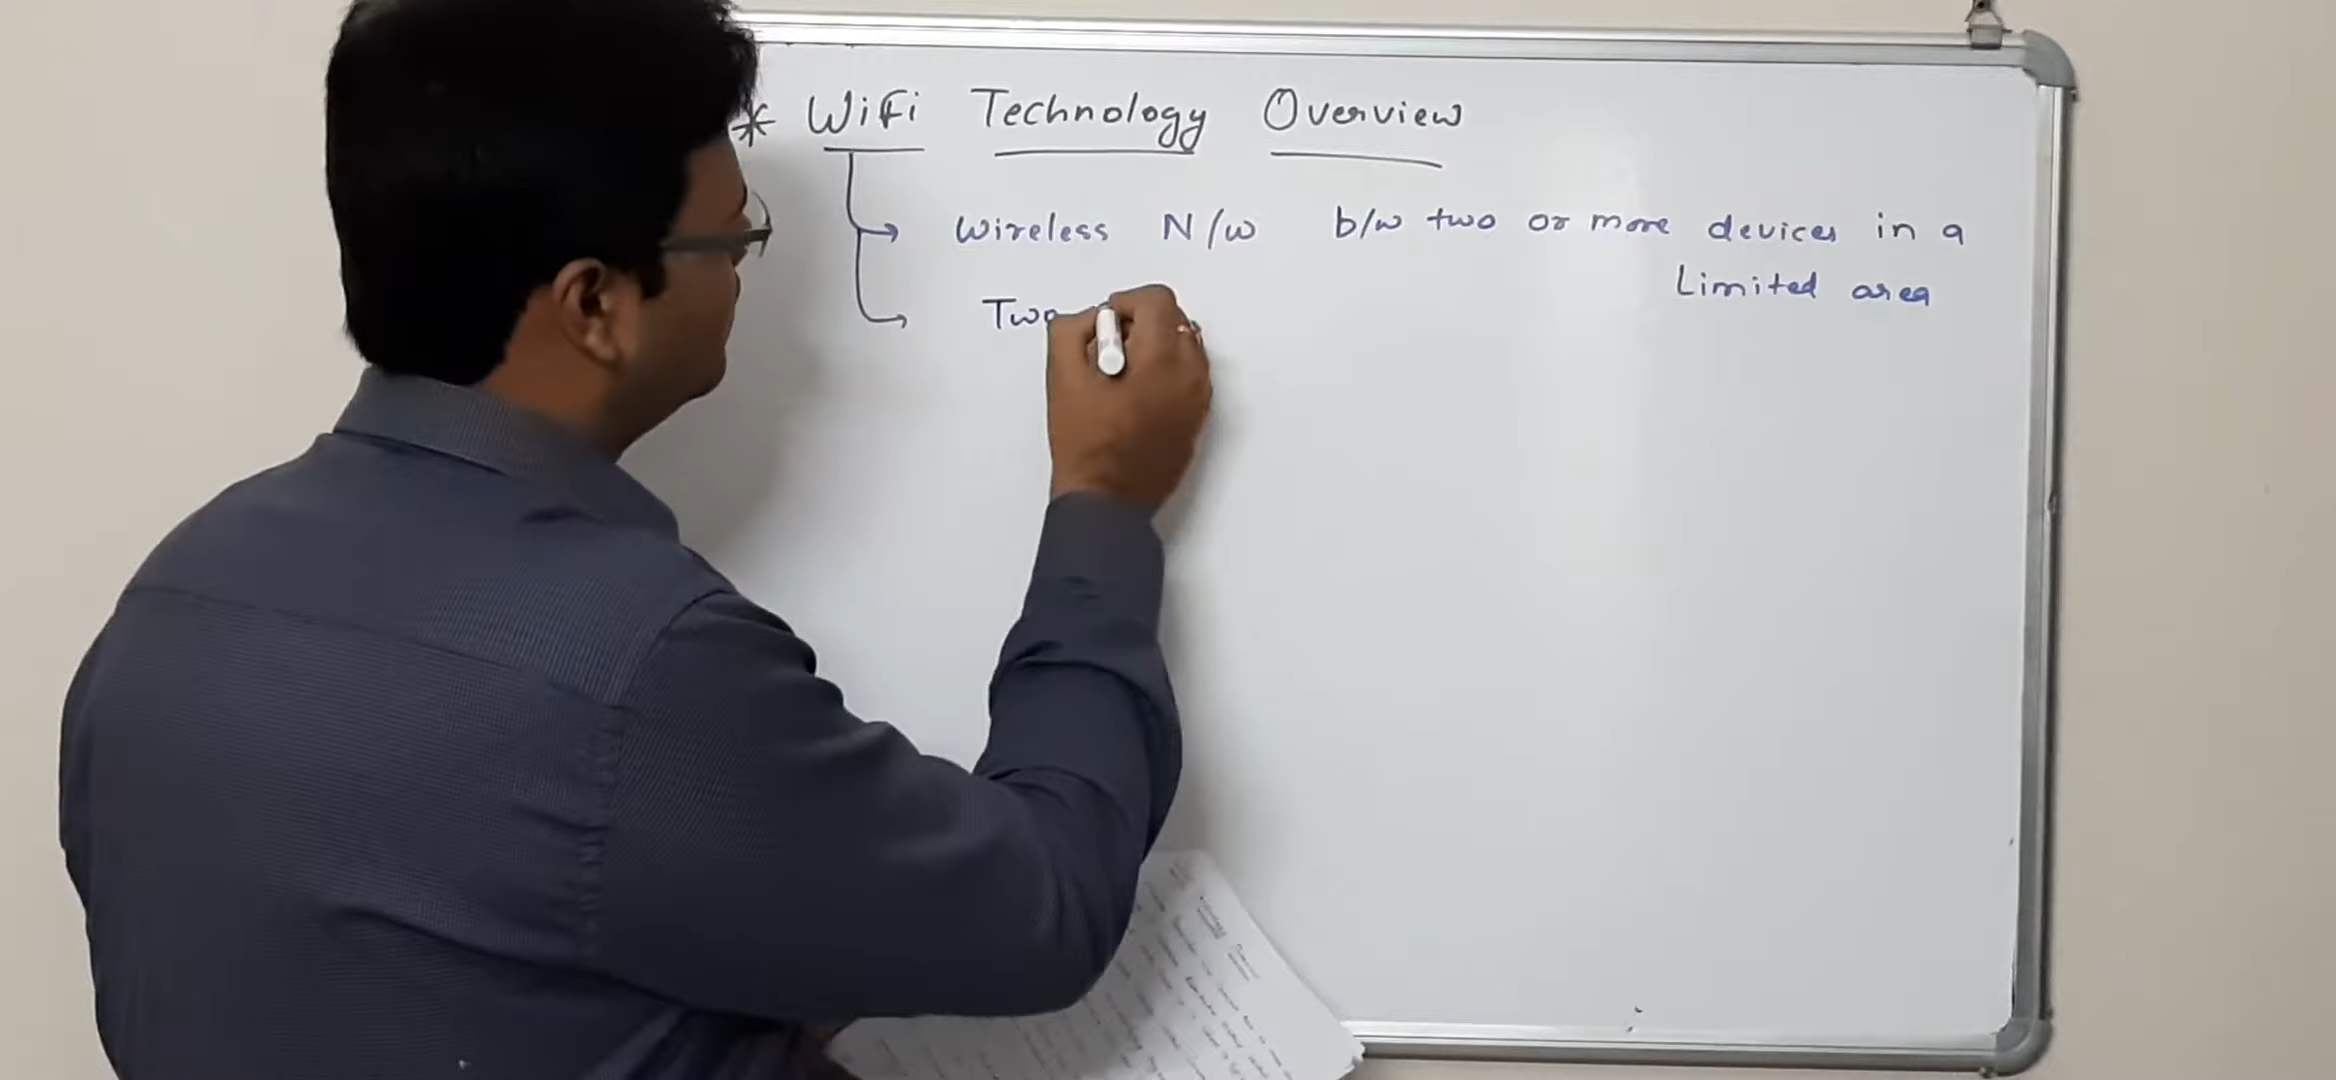 * WiFi Technology Overview
Wireless N/w b/w two or more devices in a
Limited area
Two